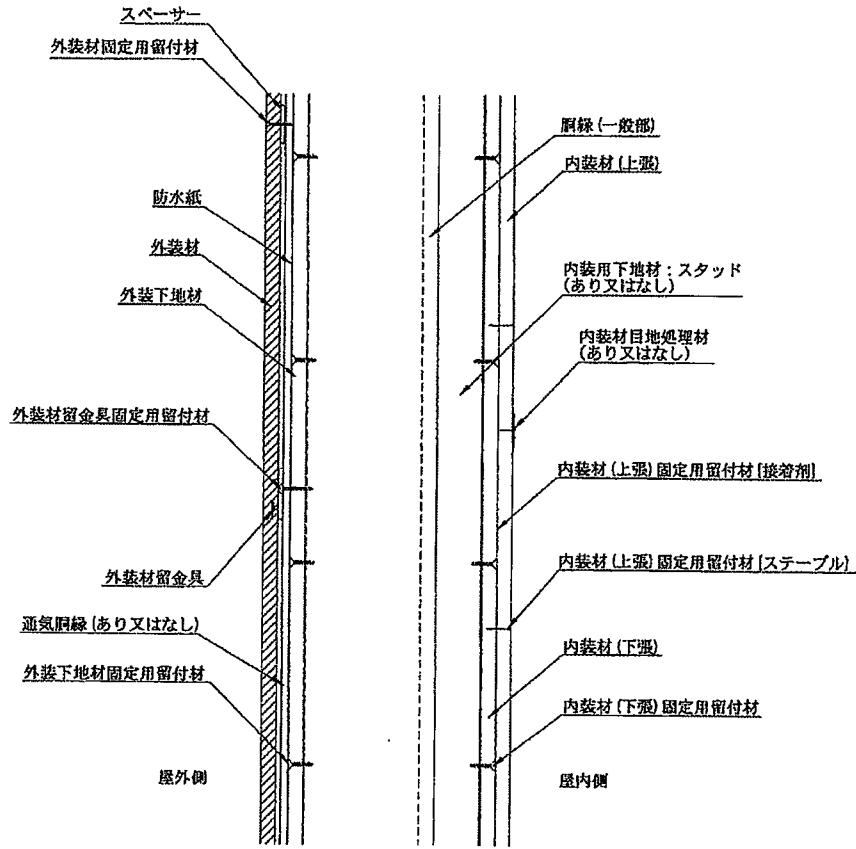 スペーサー
外装材固定用留付材
防水紙
外装材
外装下地材
外装材留金具固定用留付材
外装材留金具
通気胴縁(あり又はなし)
外装下地材固定用留付材
屋外側
胴縁(一般部)
内装材(上張)
内装用下地材:スタッド
(あり又はなし)
内装材目地処理材
(あり又はなし)
内装材(上張)固定用留付材[接着剤]
内装材(上張)固定用留付材[ステープル]
内装材(下張)
内装材(下張)固定用留付材
屋内側